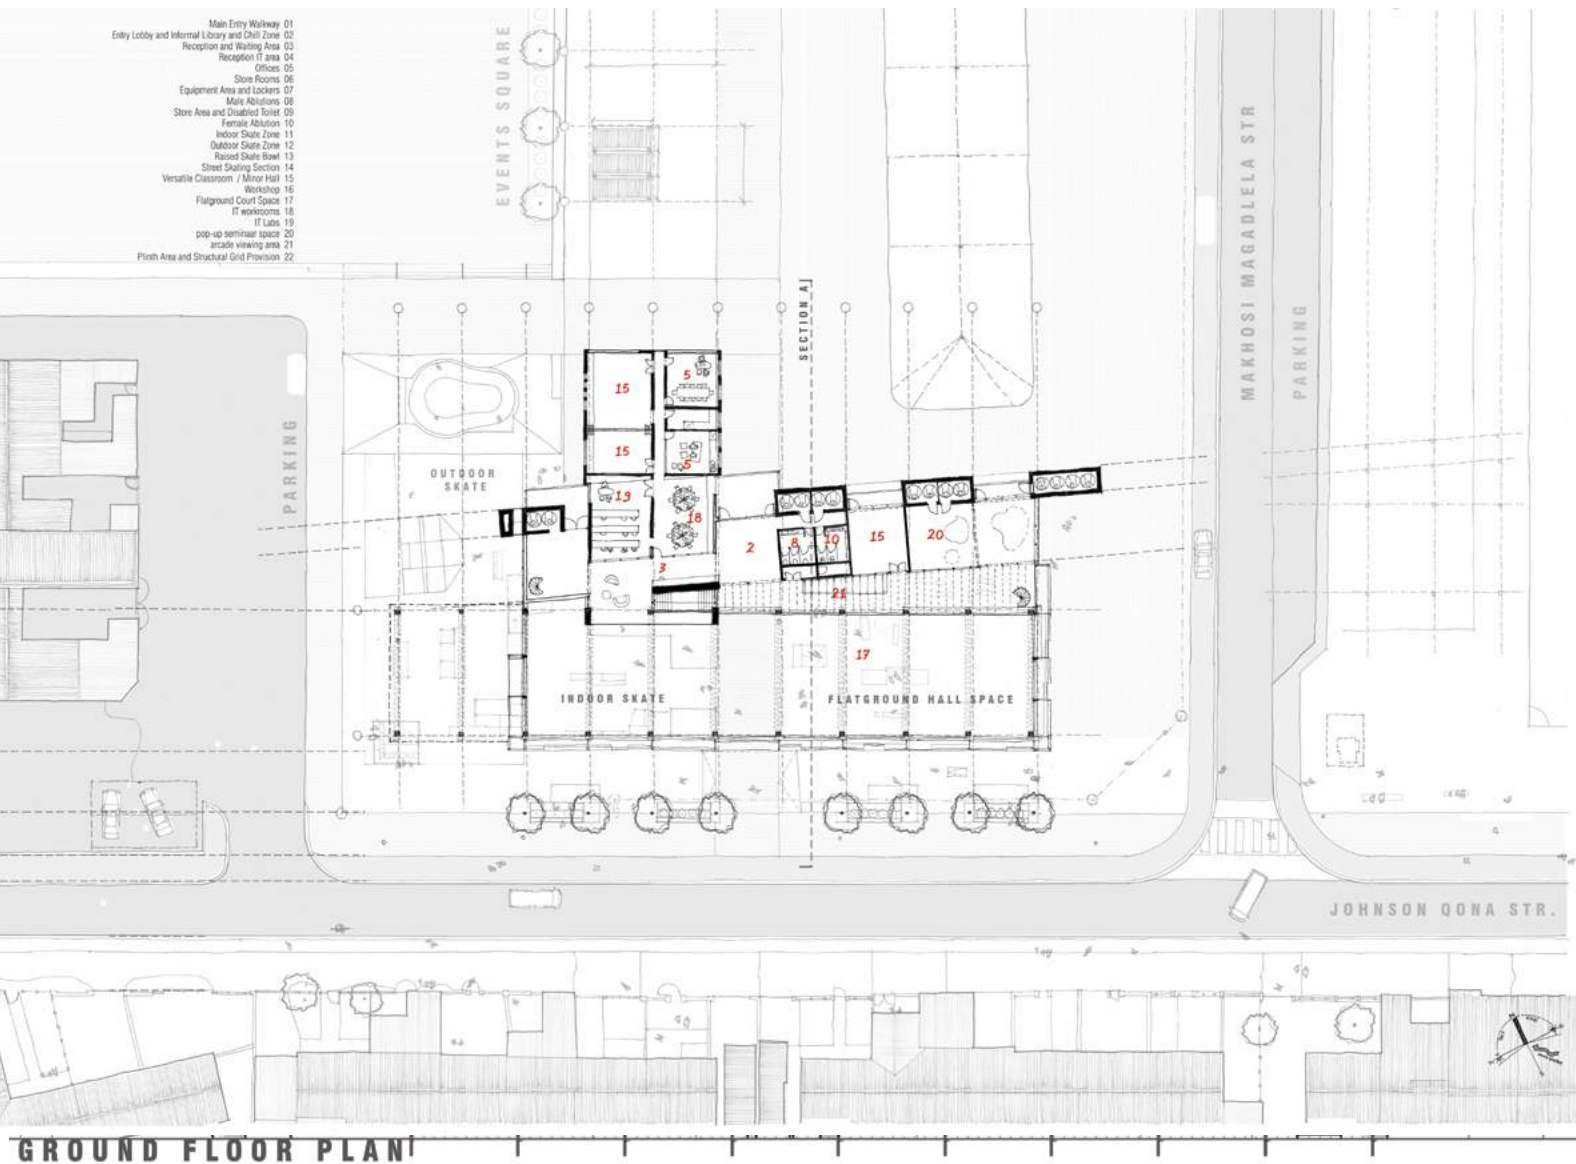 Main Entry Walkway 01
Entry Lobby and Informal Library and Chill Zone 02
Reception and Waiting Area 03
Reception IT area 04
Offices 05
Store Rooms 06
Equipment Area and Lockers 07
Male Ablutions 08
Store Area and Disabled Toilet 09
Female Ablution 10
Indoor Skate Zone 11
Outdoor Skate Zone 12
Raised Skate Bowl 13
Street Skating Section 14
Versatile Classroom / Minor Hall 15
Workshop 16
Flatground Court Space 17
IT workrooms 18
IT Labs 19
pop-up seminaar space 20
arcade viewing area 21
Plinth Area and Structural Grid Provision 22
EVENTS SQUARE
MAKHOSI MAGADLELA STR
PARKING
SECTION A
PARKING
OUTDOOR
SKATE
15
5
15
5
19
18
3
2
8
10
15
20
21
17
INDOOR SKATE
FLATGROUND HALL SPACE
JOHNSON QONA STR.
GROUND FLOOR PLAN